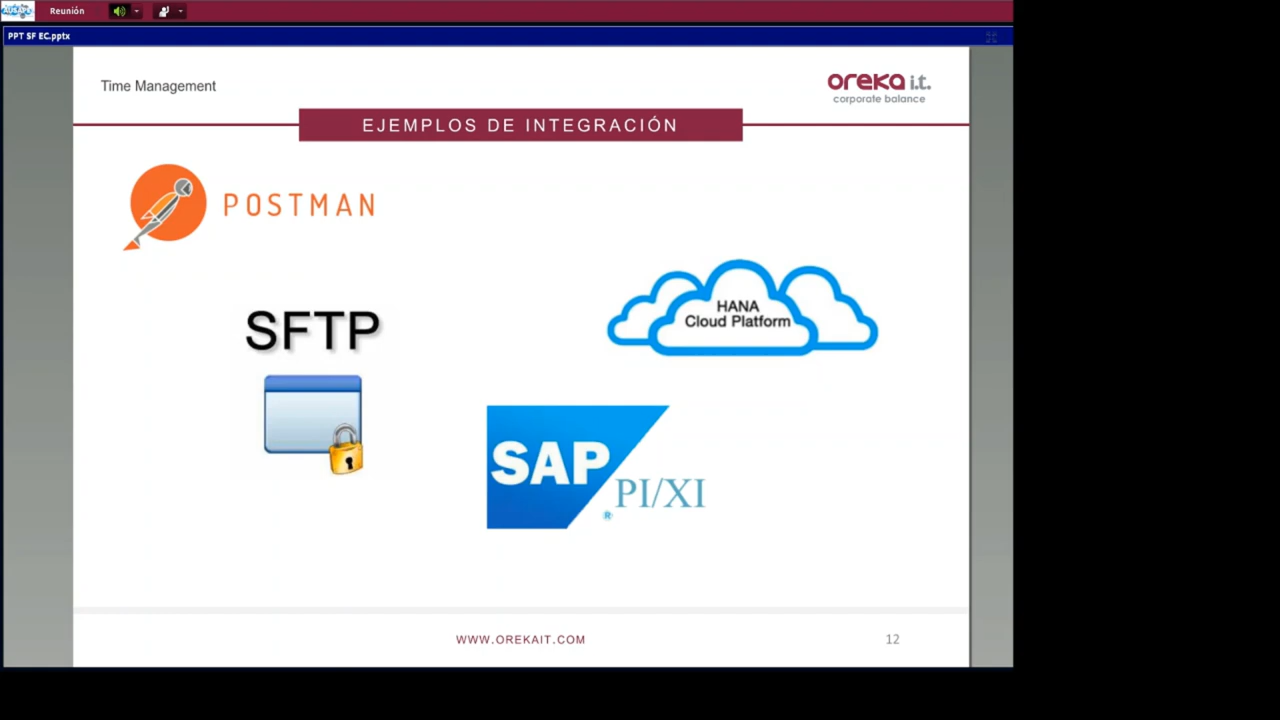 Reunión
PPT SF EC.pptx
Time Management
oreka i.t.
corporate balance
EJEMPLOS DE INTEGRACIÓN
POSTMAN
HANA
Cloud Platform
SFTP
SAP
PI/XI
®
WWW.OREKAIT.COM
12